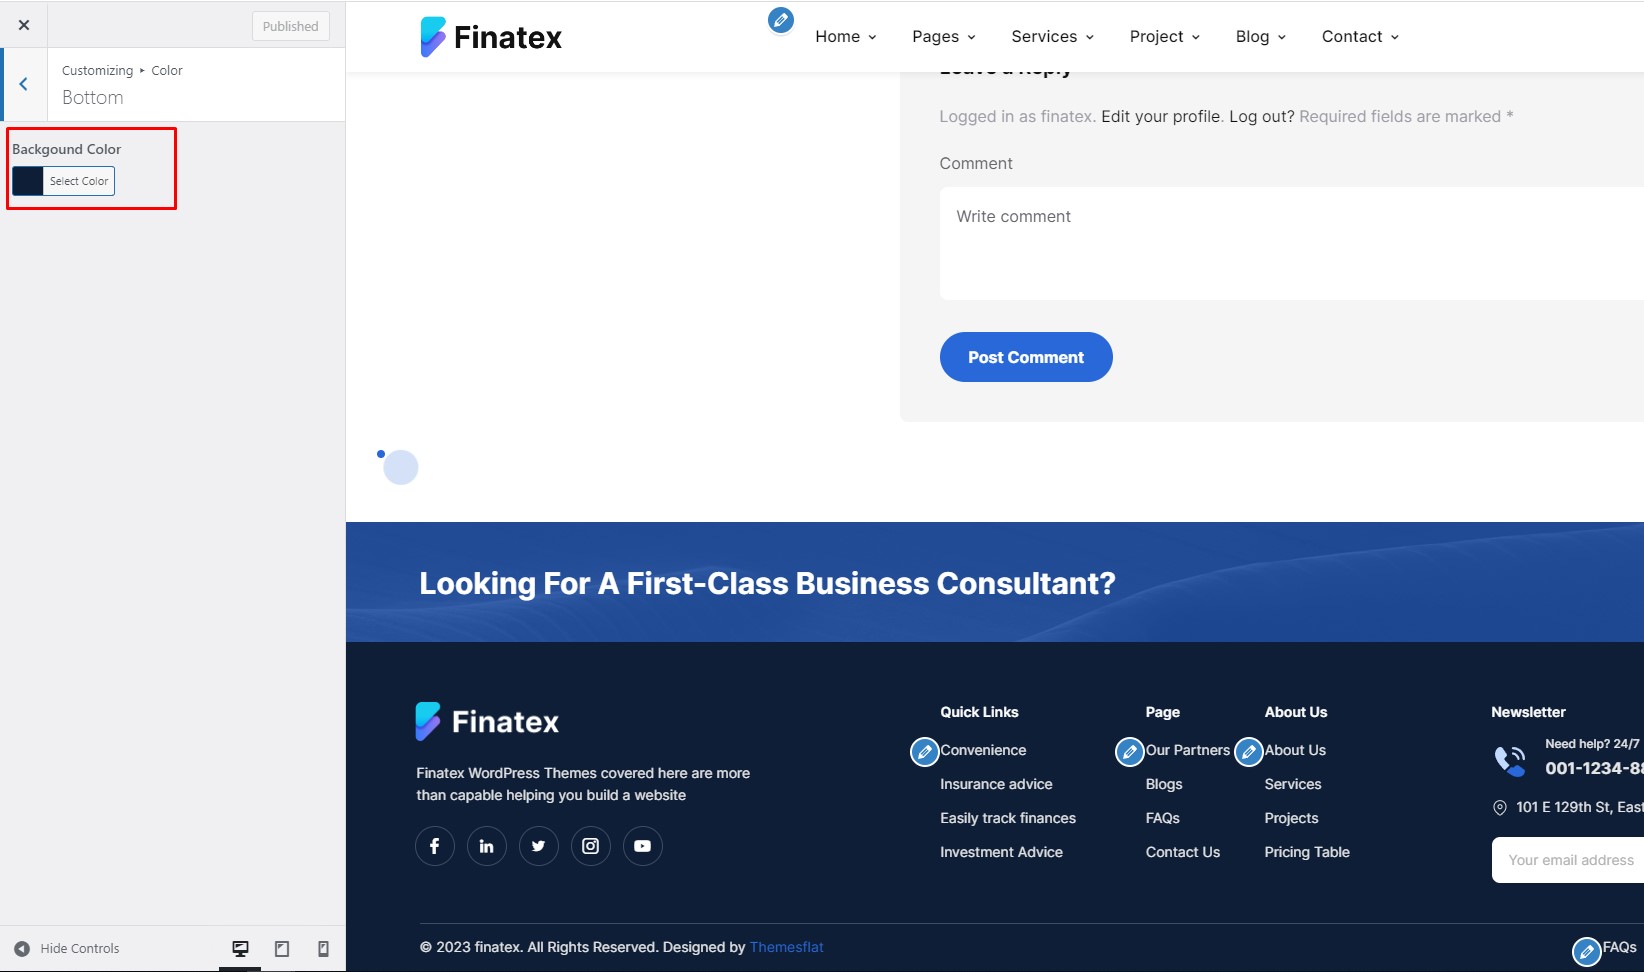 Published
Customizing ▸ Color
Bottom
Backgound Color
Select Color
Hide Controls
Finatex
Home
Pages
Services
Project
Blog
Contact
Leave a Reply
Logged in as finatex. Edit your profile. Log out? Required fields are marked *
Comment
Write comment
Post Comment
Looking For A First-Class Business Consultant?
Finatex
Finatex WordPress Themes covered here are more
than capable helping you build a website
Quick Links
Convenience
Insurance advice
Easily track finances
Investment Advice
Page
Our Partners
Blogs
FAQs
Contact Us
About Us
About Us
Services
Projects
Pricing Table
Newsletter
Need help? 24/7
001-1234-88
101 E 129th St, East
Your email address
© 2023 finatex. All Rights Reserved. Designed by Themesflat
FAQs